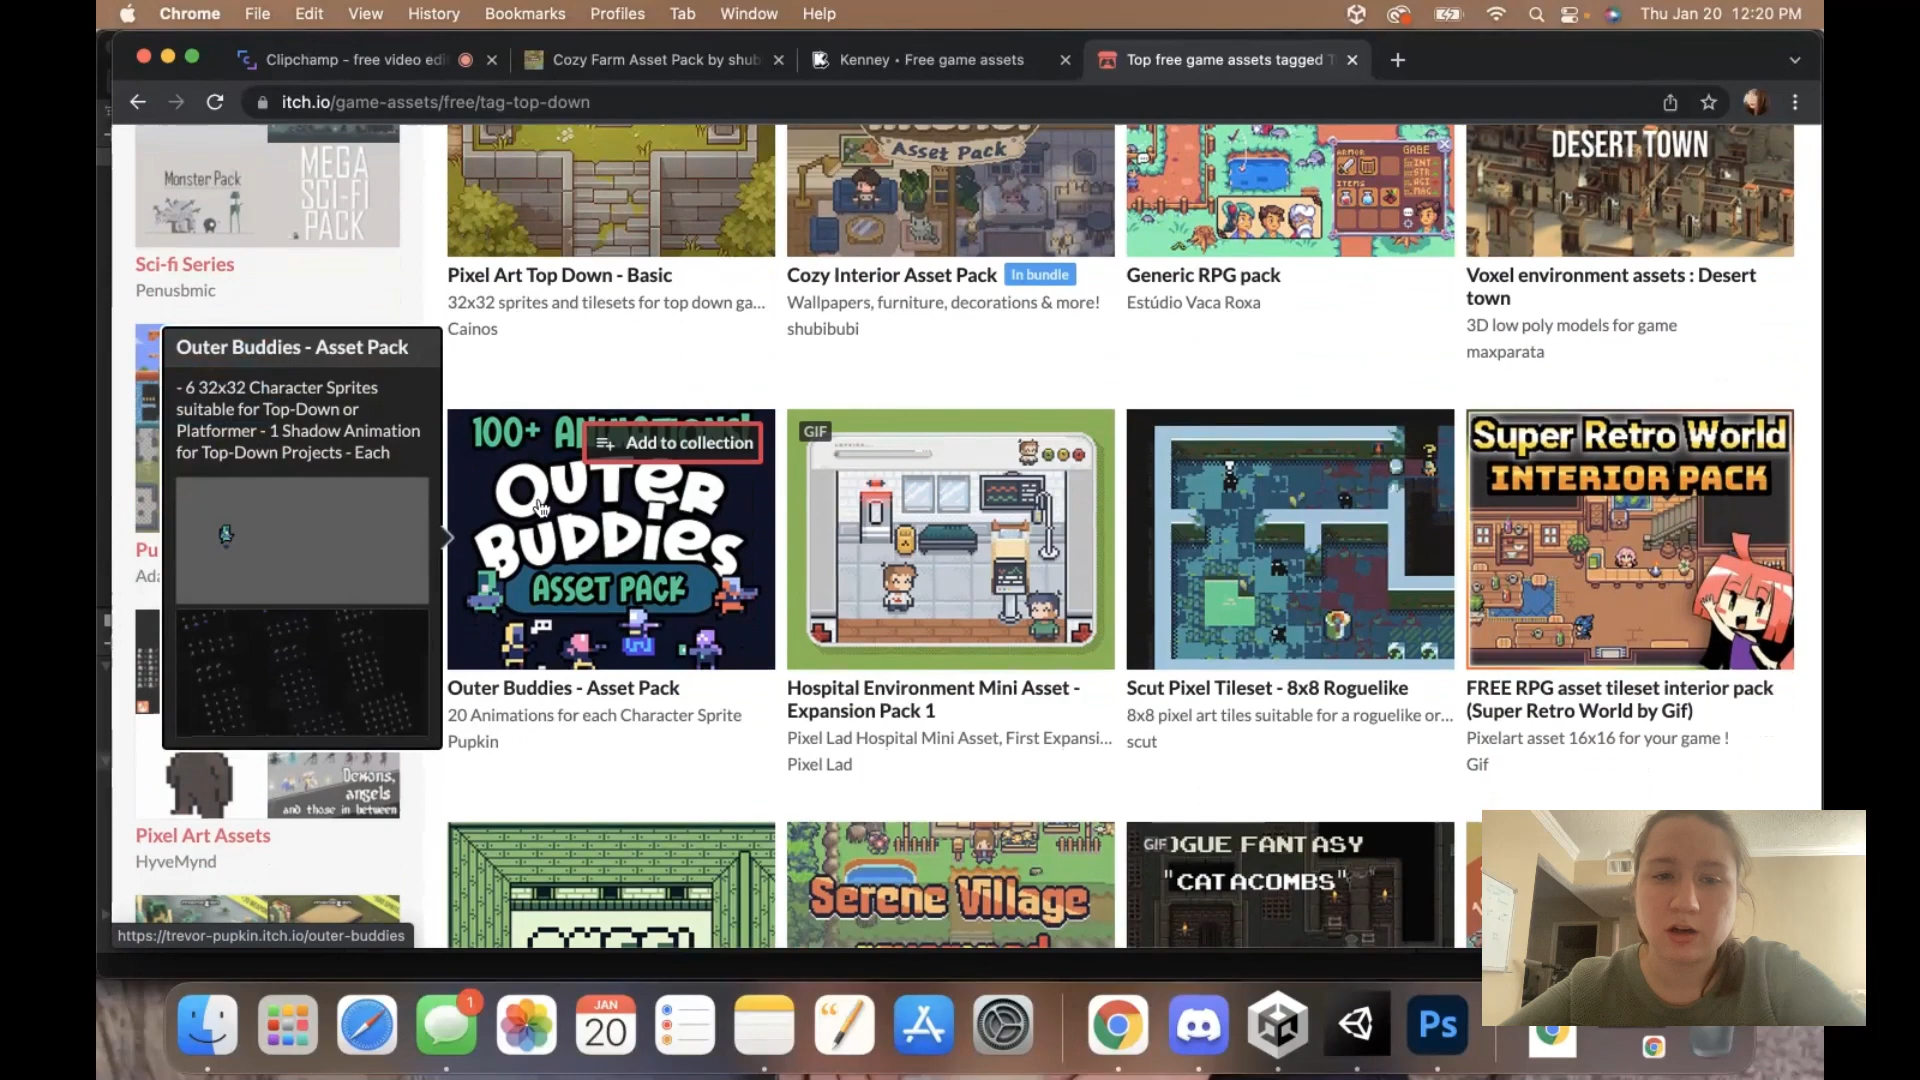 Chrome File Edit View History Bookmarks Profiles Tab Window Help Thu Jan 20 12:20 PM
Clipchamp - free video edi Cozy Farm Asset Pack by shub Kenney • Free game assets Top free game assets tagged T
itch.io/game-assets/free/tag-top-down
Monster Pack
MEGA
SCI-FI
PACK
Sci-fi Series
Penusbmic
Asset Pack
ARMOR
GABE
ITEMS
DESERT TOWN
Pixel Art Top Down - Basic
32x32 sprites and tilesets for top down ga...
Cainos
Cozy Interior Asset Pack In bundle
Wallpapers, furniture, decorations & more!
shubibubi
Generic RPG pack
Estúdio Vaca Roxa
Voxel environment assets : Desert
town
3D low poly models for game
maxparata
Outer Buddies - Asset Pack
- 6 32x32 Character Sprites
suitable for Top-Down or
Platformer - 1 Shadow Animation
for Top-Down Projects - Each
Pu
Ada
100+ ANIMATIONS!
Add to collection
OUTER
BUDDIES
ASSET PACK
GIF
Super Retro World
INTERIOR PACK
Outer Buddies - Asset Pack
20 Animations for each Character Sprite
Pupkin
Hospital Environment Mini Asset -
Expansion Pack 1
Pixel Lad Hospital Mini Asset, First Expansi...
Pixel Lad
Scut Pixel Tileset - 8x8 Roguelike
8x8 pixel art tiles suitable for a roguelike or...
scut
FREE RPG asset tileset interior pack
(Super Retro World by Gif)
Pixelart asset 16x16 for your game !
Gif
Demons,
angels
and those in between
Pixel Art Assets
HyveMynd
Serene Village
GIF
OGUE FANTASY
"CATACOMBS"
https://trevor-pupkin.itch.io/outer-buddies
1
JAN
20
Ps